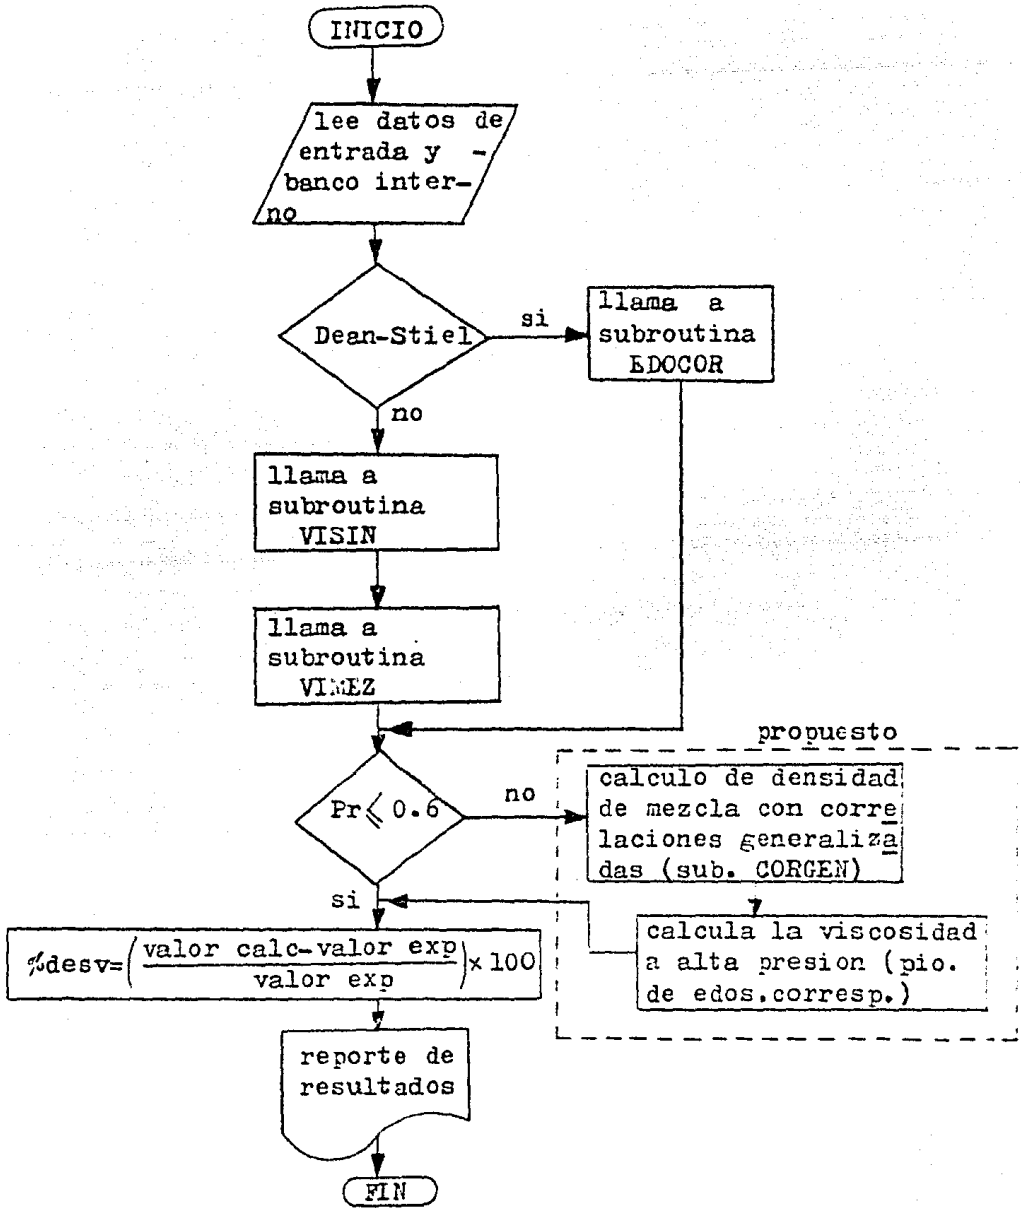 INICIO
lee datos de
entrada y -
banco inter-
no
Dean-Stiel
si
llama a
subroutina
EDOCOR
no
llama a
subroutina
VISIN
llama a
subroutina
VIMEZ
propuesto
Pr ⩽ 0.6
no
calculo de densidad
de mezcla con corre
laciones generaliza
das (sub. CORGEN)
si
calcula la viscosidad
a alta presion (pio.
de edos.corresp.)
%desv=(valor calc-valor exp
valor exp)x 100
reporte de
resultados
FIN